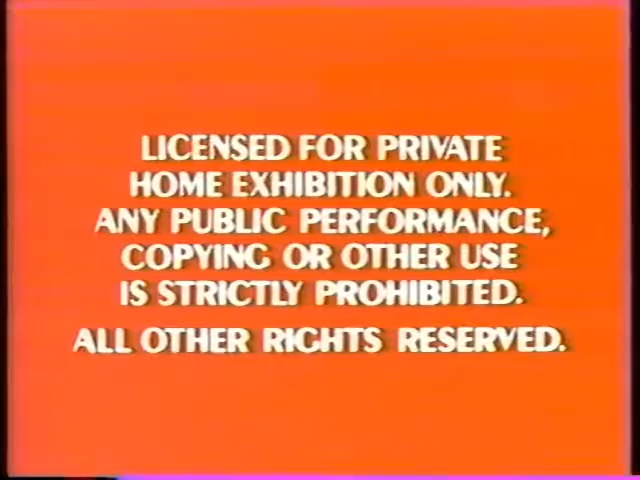 LICENSED FOR PRIVATE
HOME EXHIBITION ONLY.
ANY PUBLIC PERFORMANCE,
COPYING OR OTHER USE
IS STRICTLY PROHIBITED.
ALL OTHER RIGHTS RESERVED.